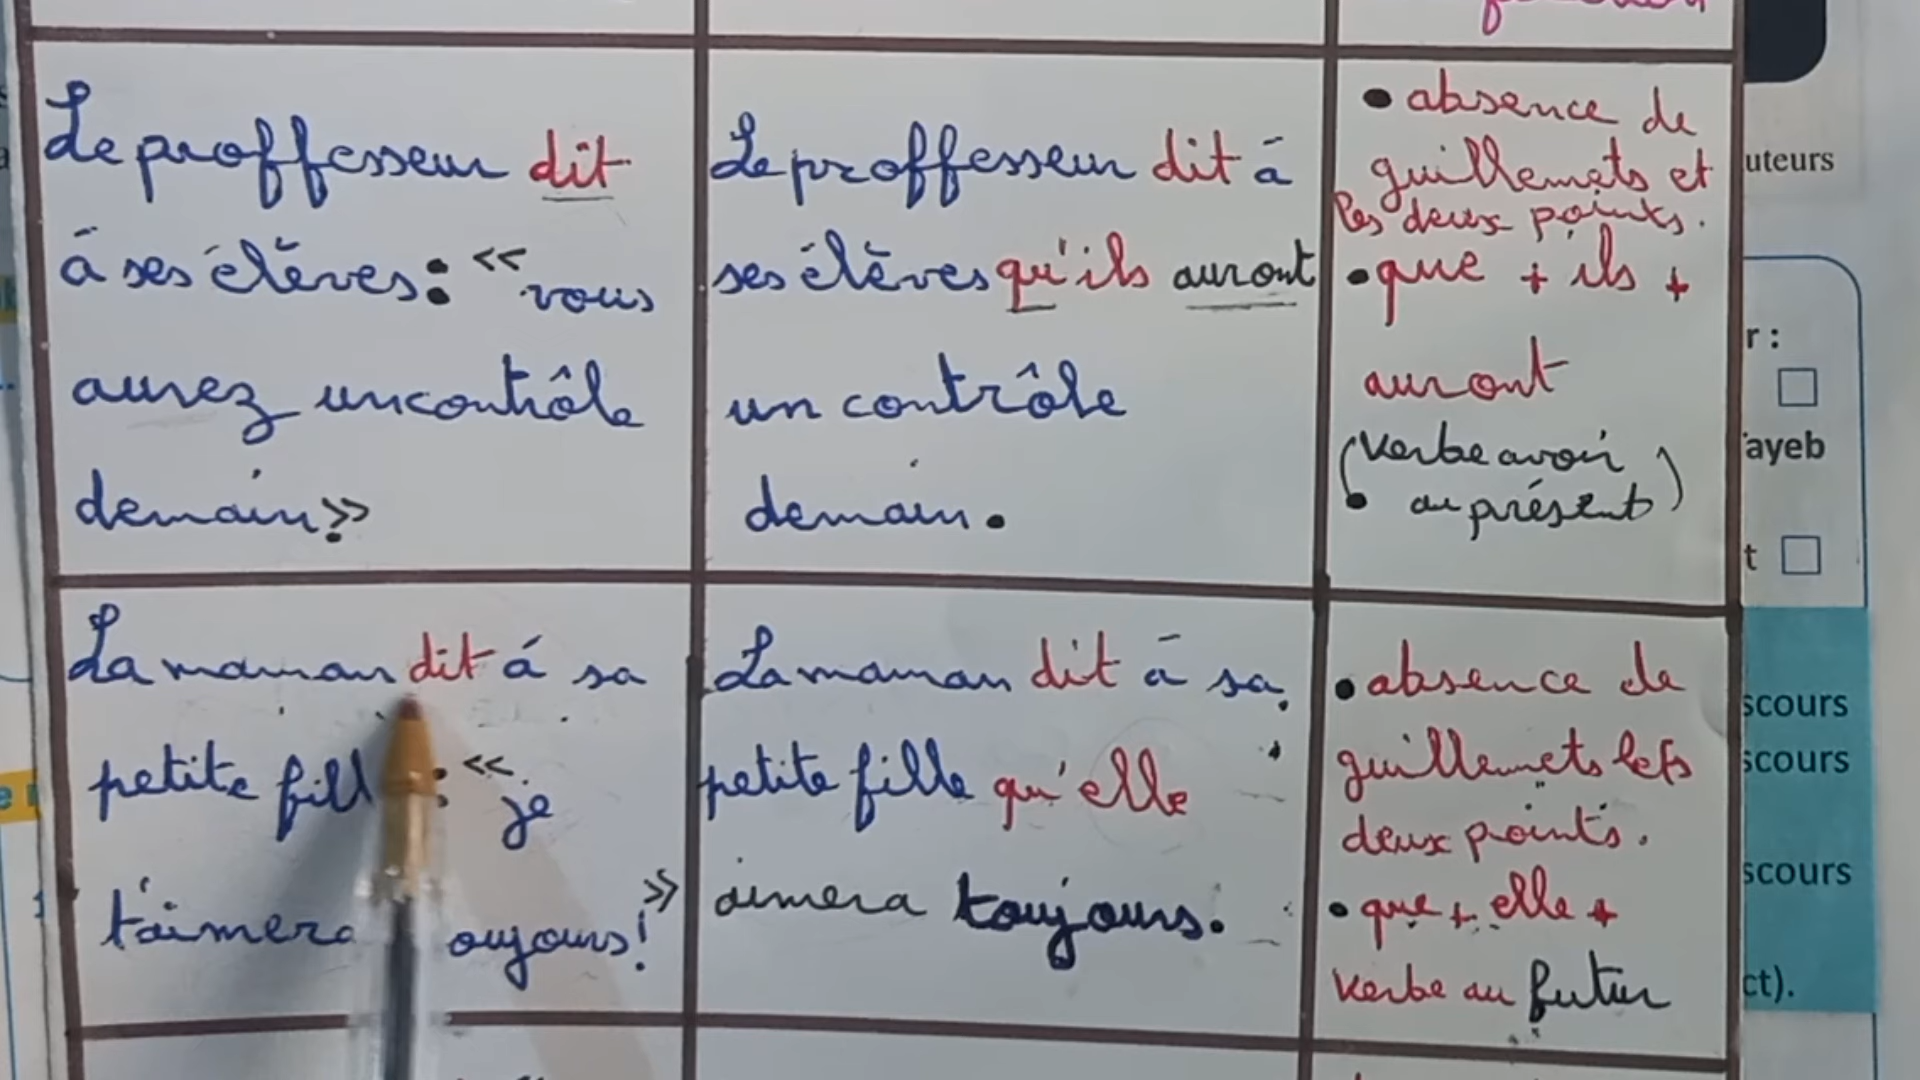 Le proffesseur dit
à ses élèves: «vous
aurez un contrôle
demain».
Le proffesseur dit à
ses élèves qu'ils auront
un contrôle
demain.
• absence de
guillemets et
les deux points.
• que + ils +
auront
(verbe avoir
• au présent)
La maman dit à sa
petite fill : « je
t'aimera oujours! »
La maman dit à sa
petite fille qu'elle
aimera toujours.
• absence de
guillemets
deux points.
• que + elle +
verbe au futur
uteurs
r :
ayeb
t
scours
scours
scours
ct).